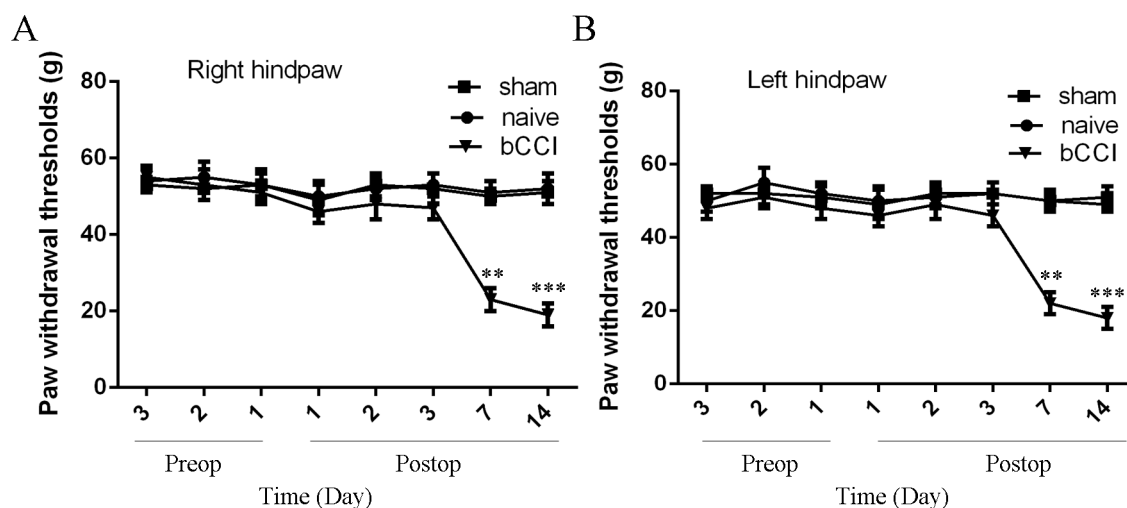 A
Right hindpaw
sham
naive
bCCI
Paw withdrawal thresholds (g)
80
60
40
20
0
**
***
3 2 1 1 2 3 7 14
Preop Postop
Time (Day)
B
Left hindpaw
sham
naive
bCCI
Paw withdrawal thresholds (g)
80
60
40
20
0
**
***
3 2 1 1 2 3 7 14
Preop Postop
Time (Day)